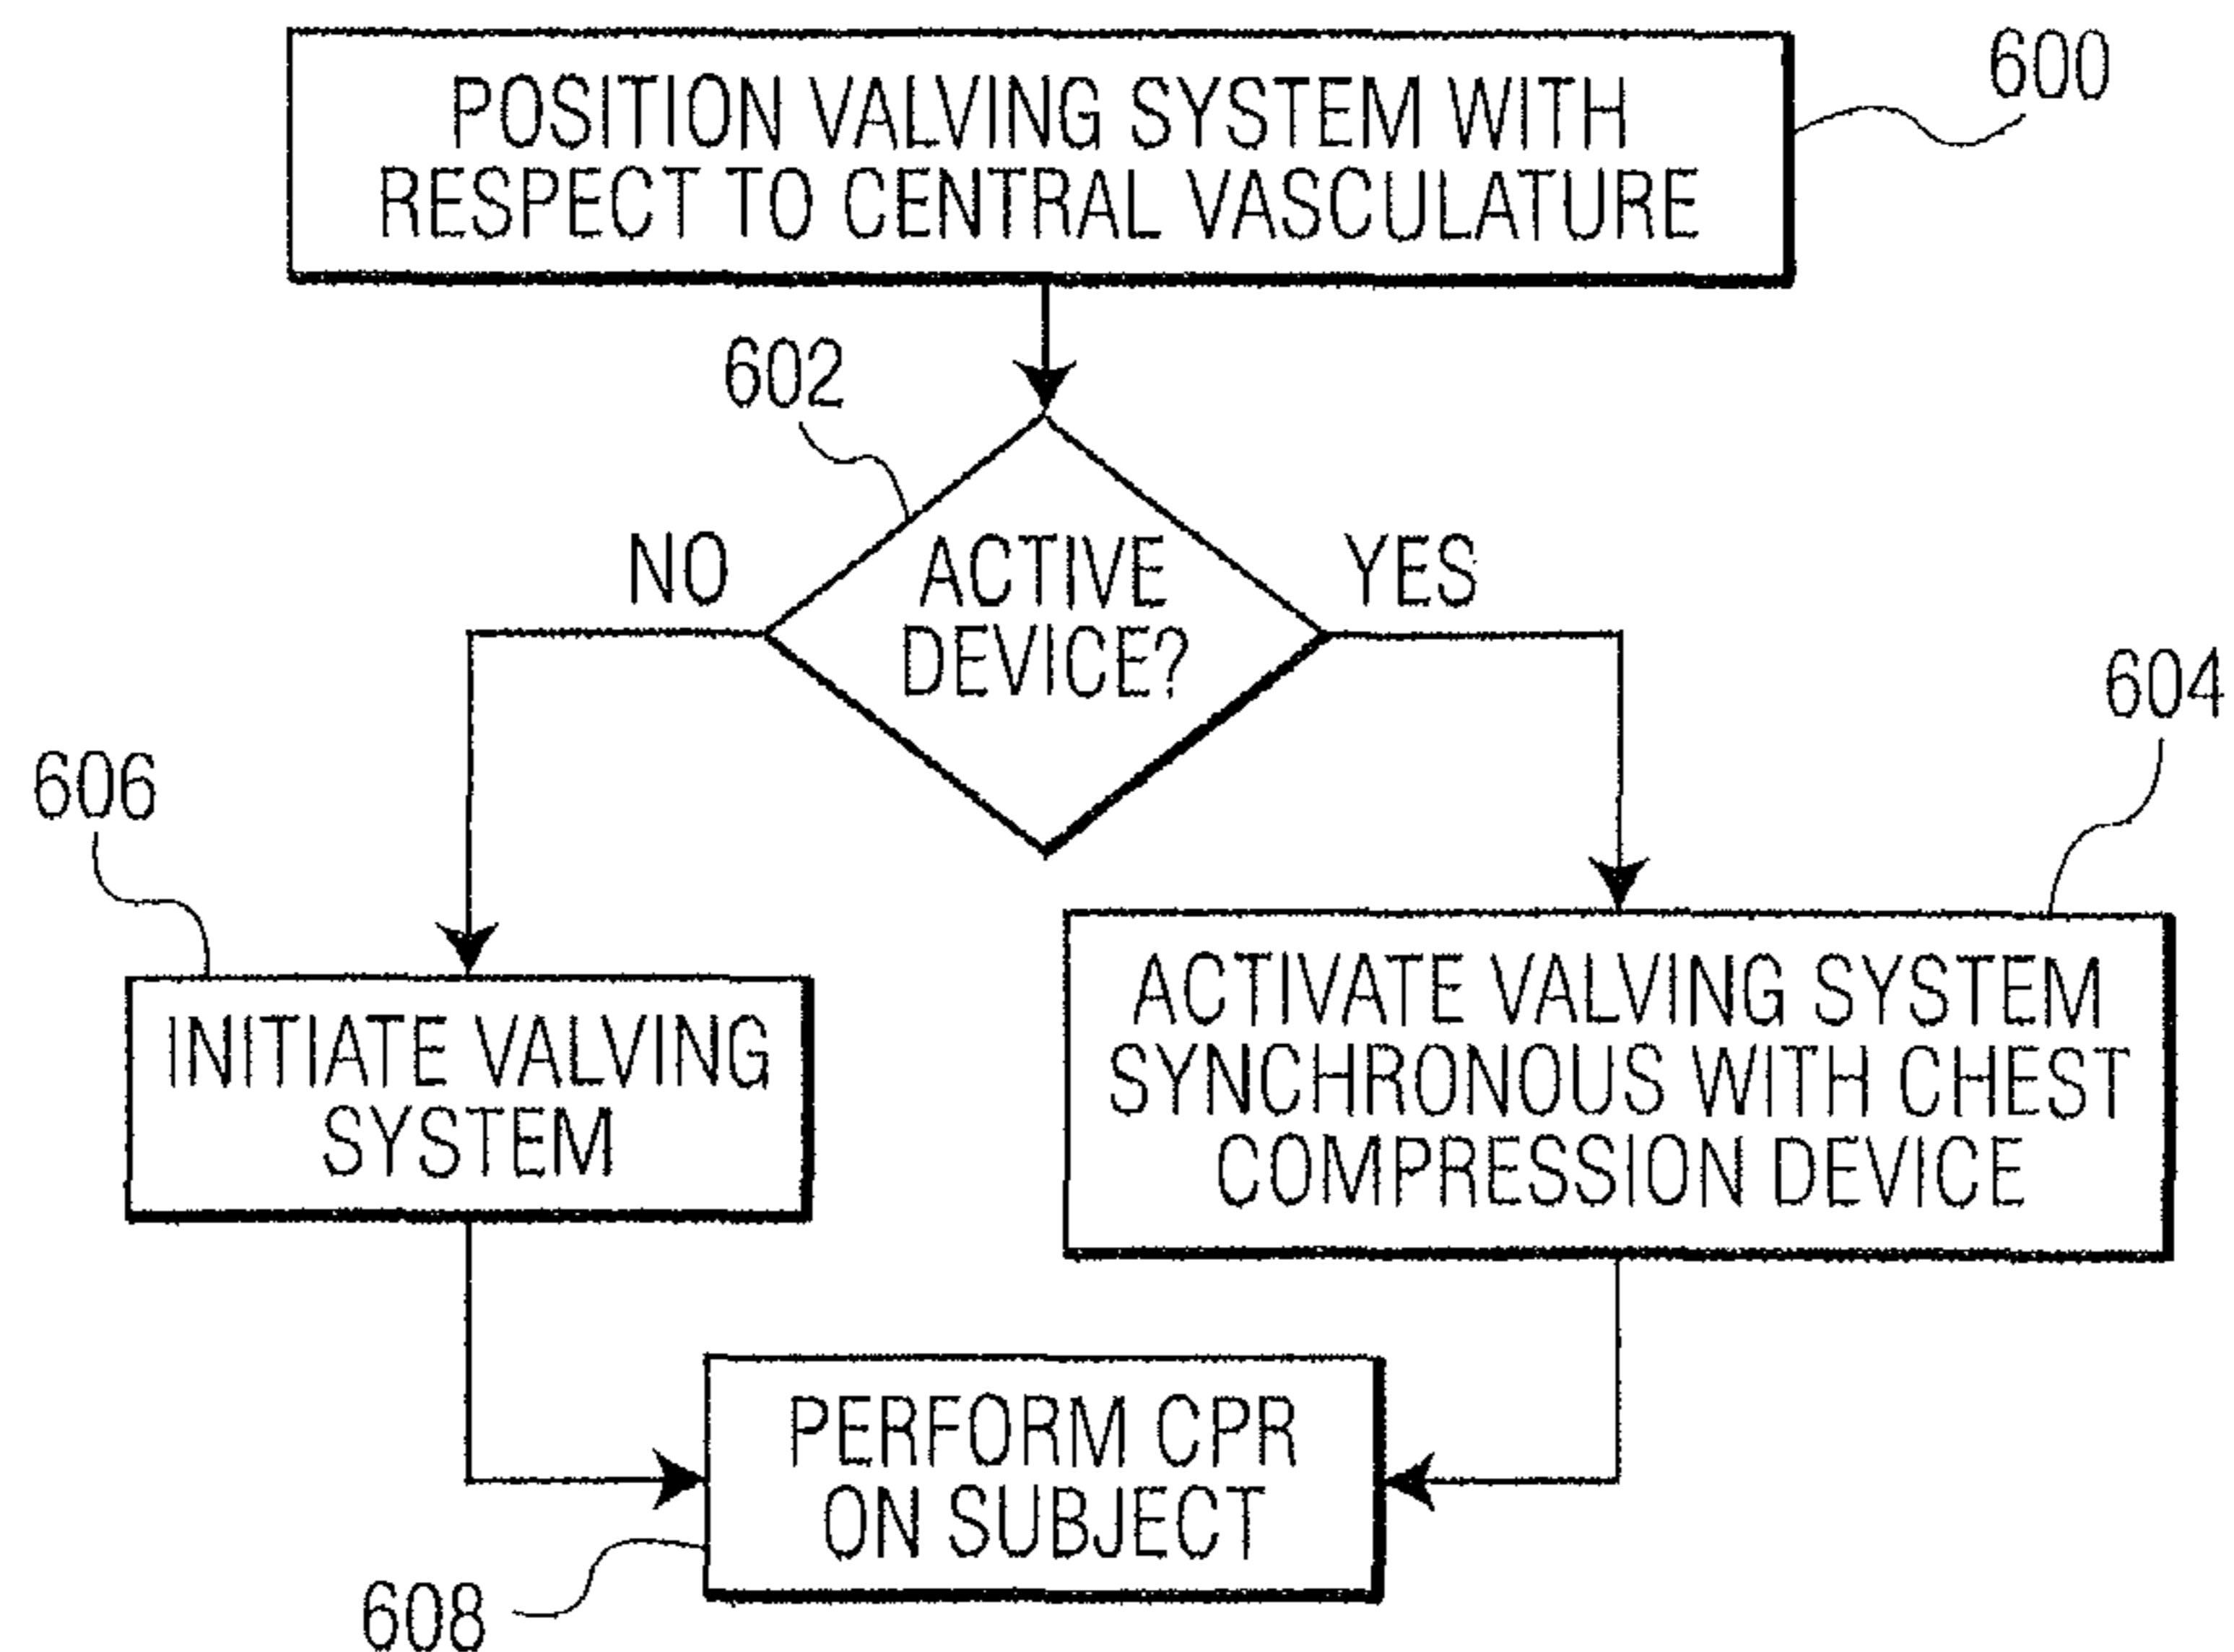 POSITION VALVING SYSTEM WITH
RESPECT TO CENTRAL VASCULATURE
600
602
NO
ACTIVE
DEVICE?
YES
604
606
INITIATE VALVING
SYSTEM
ACTIVATE VALVING SYSTEM
SYNCHRONOUS WITH CHEST
COMPRESSION DEVICE
PERFORM CPR
ON SUBJECT
608